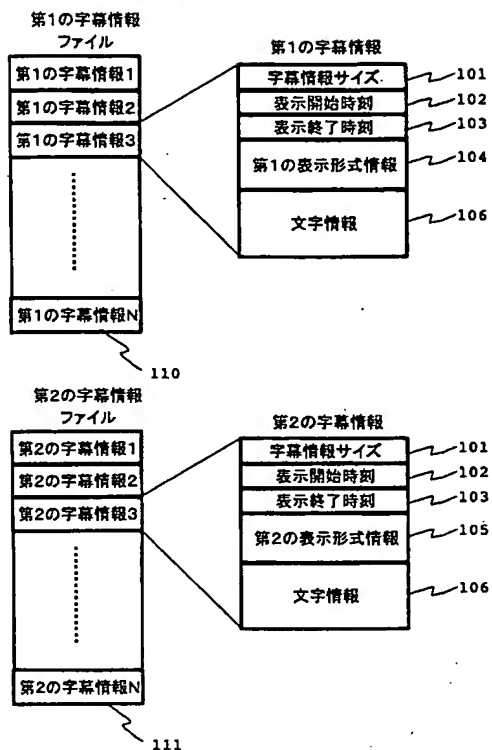 第1の字幕情報
ファイル
第1の字幕情報1
第1の字幕情報2
第1の字幕情報3
第1の字幕情報N
110
第1の字幕情報
字幕情報サイズ
101
表示開始時刻
102
表示終了時刻
103
第1の表示形式情報
104
文字情報
106
第2の字幕情報
ファイル
第2の字幕情報1
第2の字幕情報2
第2の字幕情報3
第2の字幕情報N
111
第2の字幕情報
字幕情報サイズ
101
表示開始時刻
102
表示終了時刻
103
第2の表示形式情報
105
文字情報
106